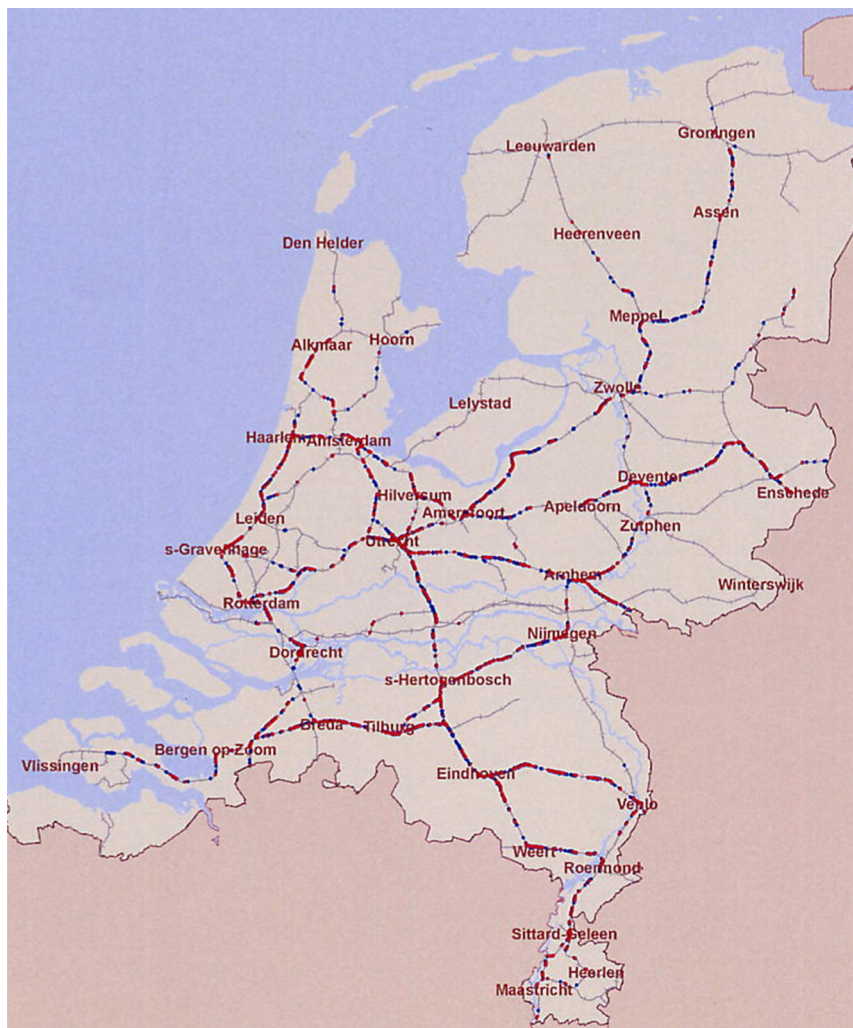 Groningen
Leeuwarden
Assen
Heerenveen
Den Helder
Meppel
Hoorn
Alkmaar
Zwolle
Lelystad
Haarlem
Amsterdam
Deventer
Enschede
Hilversum
Apeldoorn
Amersfoort
Leiden
Zutphen
Utrecht
s-Gravenhage
Arnhem
Winterswijk
Rotterdam
Nijmegen
Dordrecht
s-Hertogenbosch
Breda
Tilburg
Bergen op Zoom
Vlissingen
Eindhoven
Venlo
Weert
Roermond
Sittard-Geleen
Heerlen
Maastricht